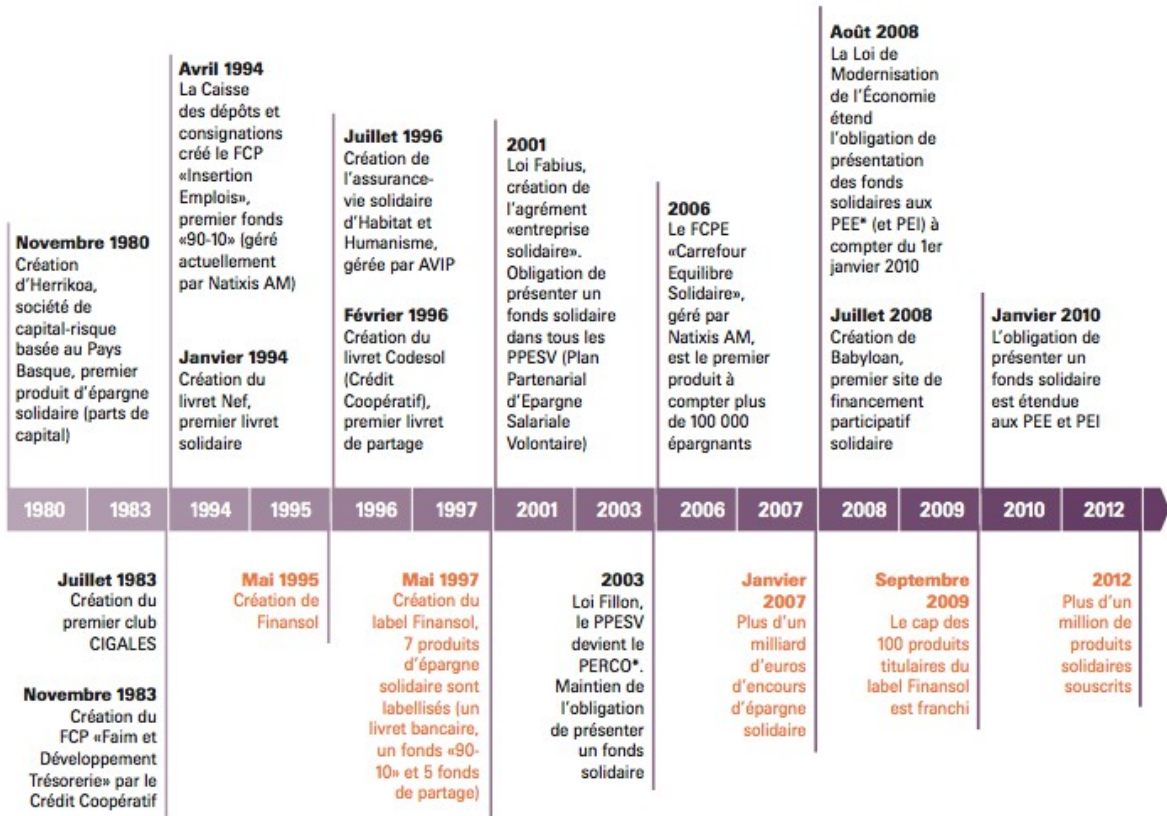 Novembre 1980
Création
d'Herrikoa,
société de
capital-risque
basée au Pays
Basque, premier
produit d'épargne
solidaire (parts de
capital)
Avril 1994
La Caisse
des dépôts et
consignations
créé le FCP
«Insertion
Emplois»,
premier fonds
«90-10» (géré
actuellement
par Natixis AM)
Janvier 1994
Création du
livret Nef,
premier livret
solidaire
Juillet 1996
Création de
l'assurance-
vie solidaire
d'Habitat et
Humanisme,
gérée par AVIP
Février 1996
Création du
livret Codesol
(Crédit
Coopératif),
premier livret
de partage
2001
Loi Fabius,
création de
l'agrément
«entreprise
solidaire».
Obligation de
présenter un
fonds solidaire
dans tous les
PPESV (Plan
Partenarial
d'Epargne
Salariale
Volontaire)
2006
Le FCPE
«Carrefour
Equilibre
Solidaire»,
géré par
Natixis AM,
est le premier
produit à
compter plus
de 100 000
épargnants
Août 2008
La Loi de
Modernisation
de l'Économie
étend
l'obligation de
présentation
des fonds
solidaires aux
PEE* (et PEI) à
compter du 1er
janvier 2010
Juillet 2008
Création de
Babyloan,
premier site de
financement
participatif
solidaire
Janvier 2010
L'obligation de
présenter un
fonds solidaire
est étendue
aux PEE et PEI
1980 1983 1994 1995 1996 1997 2001 2003 2006 2007 2008 2009 2010 2012
Juillet 1983
Création du
premier club
CIGALES
Novembre 1983
Création du
FCP «Faim et
Développement
Trésorerie» par le
Crédit Coopératif
Mai 1995
Création de
Finansol
Mai 1997
Création du
label Finansol,
7 produits
d'épargne
solidaire sont
labellisés (un
livret bancaire,
un fonds «90-
10» et 5 fonds
de partage)
2003
Loi Fillon,
le PPESV
devient le
PERCO*.
Maintien de
l'obligation
de présenter
un fonds
solidaire
Janvier
2007
Plus d'un
milliard
d'euros
d'encours
d'épargne
solidaire
Septembre
2009
Le cap des
100 produits
titulaires du
label Finansol
est franchi
2012
Plus d'un
million de
produits
solidaires
souscrits